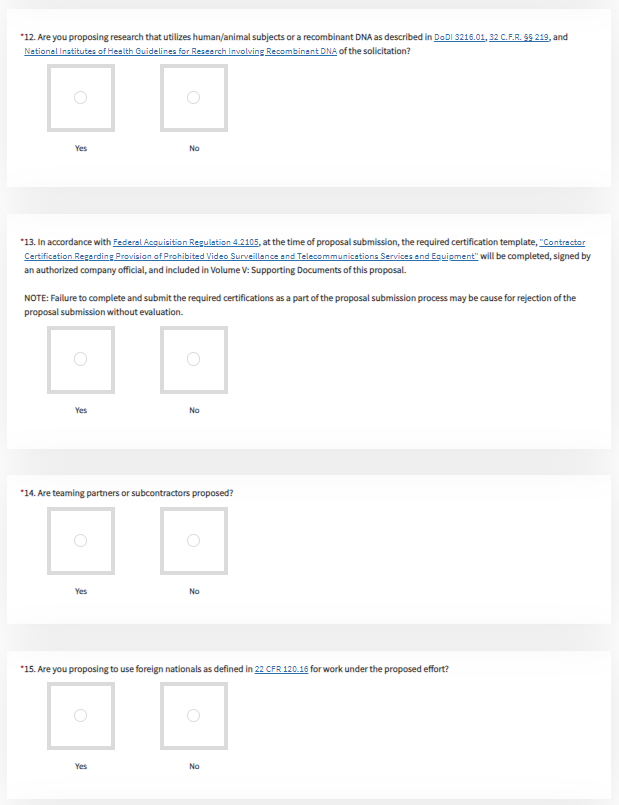 *12. Are you proposing research that utilizes human/animal subjects or a recombinant DNA as described in DoDI 3216.01, 32 C.F.R. §§ 219, and
National Institutes of Health Guidelines for Research Involving Recombinant DNA of the solicitation?
Yes No
*13. In accordance with Federal Acquisition Regulation 4.2105, at the time of proposal submission, the required certification template, "Contractor
Certification Regarding Provision of Prohibited Video Surveillance and Telecommunications Services and Equipment" will be completed, signed by
an authorized company official, and included in Volume V: Supporting Documents of this proposal.
NOTE: Failure to complete and submit the required certifications as a part of the proposal submission process may be cause for rejection of the
proposal submission without evaluation.
Yes No
*14. Are teaming partners or subcontractors proposed?
Yes No
*15. Are you proposing to use foreign nationals as defined in 22 CFR 120.16 for work under the proposed effort?
Yes No